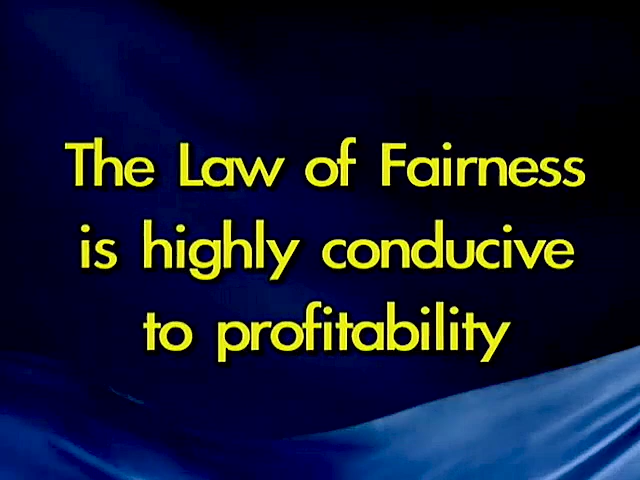 The Law of Fairness
is highly conducive
to profitability